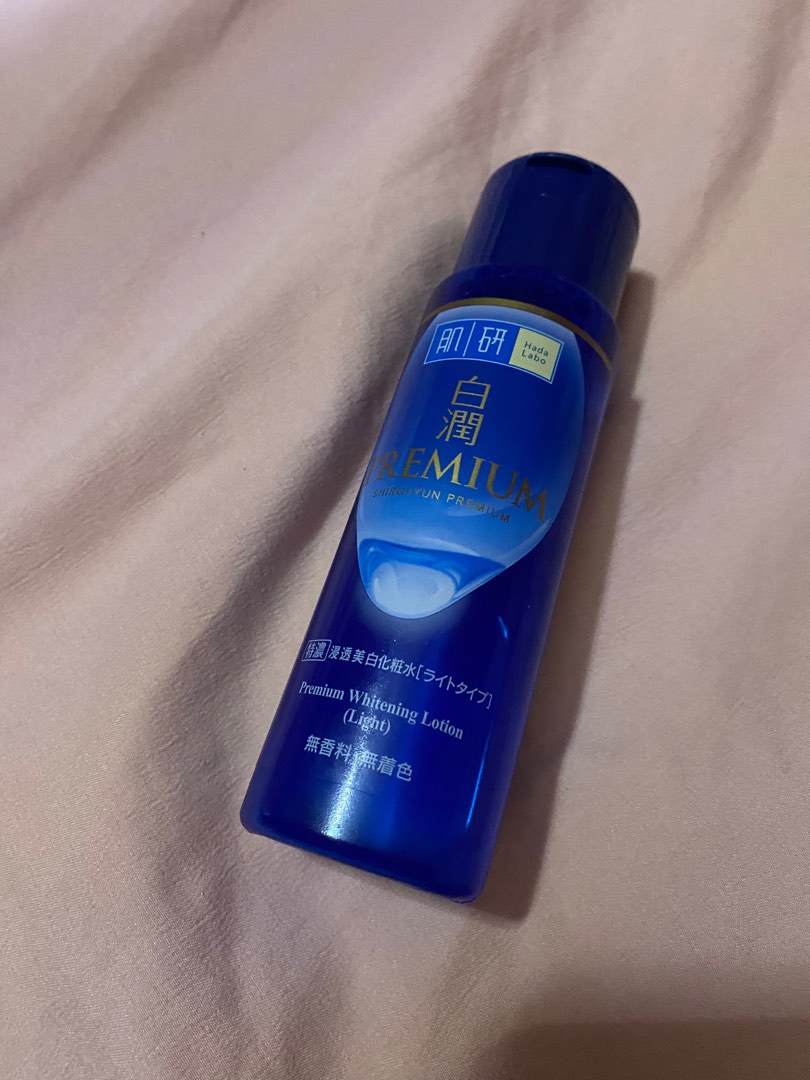 肌研 Hada Labo
白潤
PREMIUM
SHIROJYUN PREMIUM
特濃 浸透美白化粧水[ライトタイプ]
Premium Whitening Lotion
(Light)
無香料・無着色